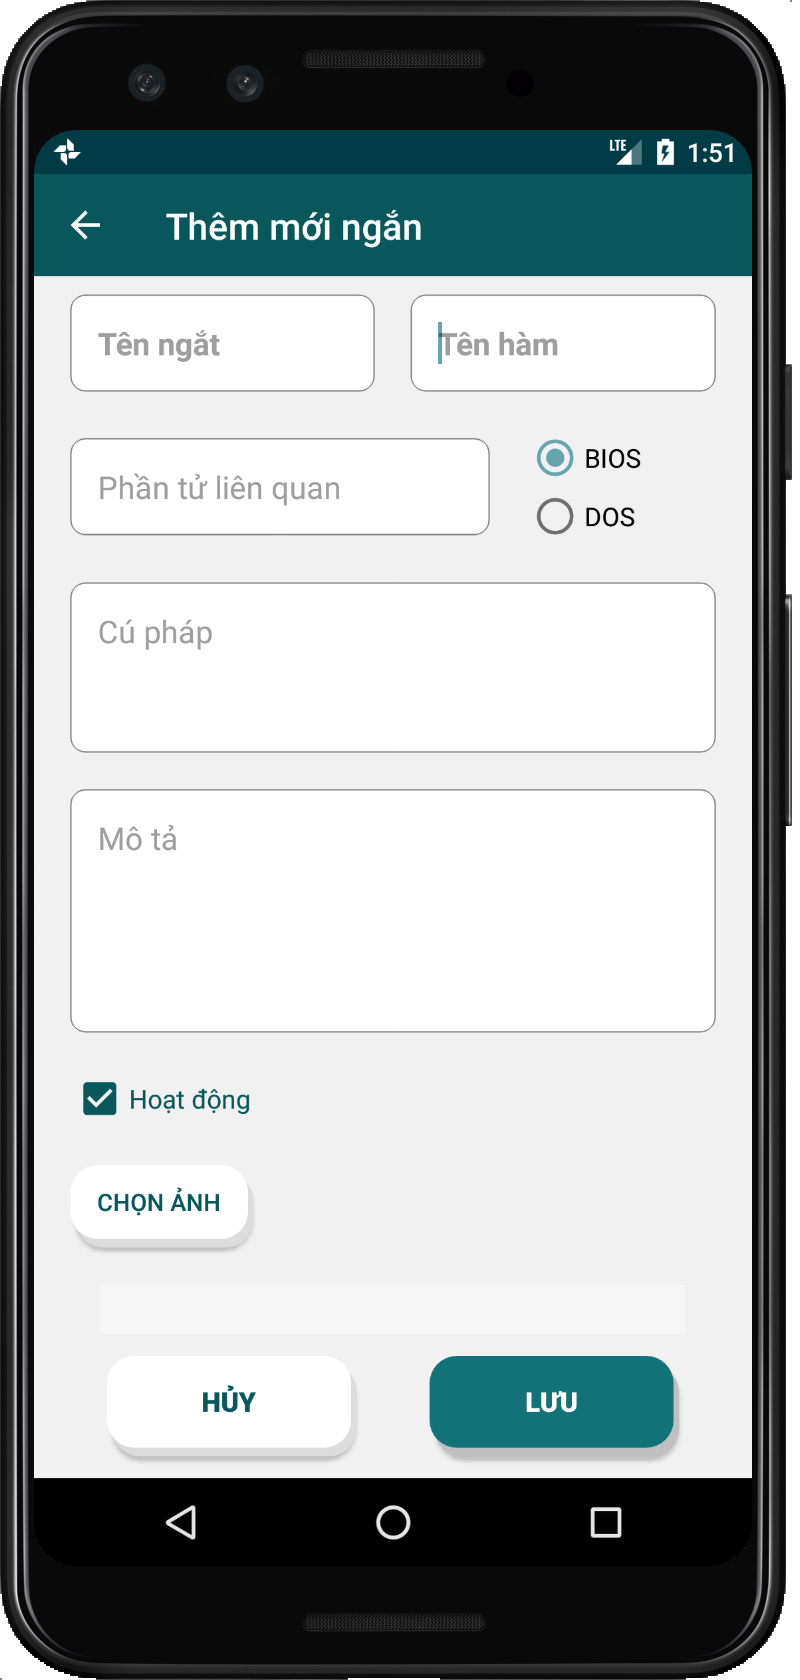 LTE 1:51
Thêm mới ngắn
Tên ngắt Tên hàm
Phần tử liên quan
BIOS
DOS
Cú pháp
Mô tả
Hoạt động
CHỌN ẢNH
HỦY LƯU